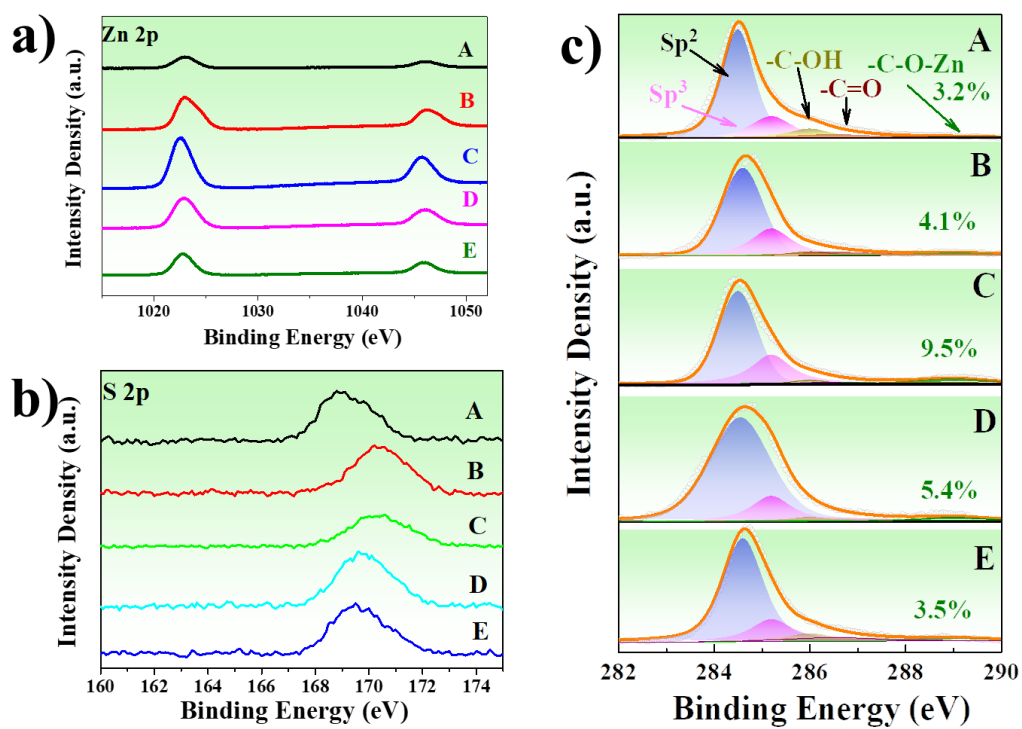 a)
Zn 2p
A
B
C
D
E
Intensity Density (a.u.)
1020
1030
1040
1050
Binding Energy (eV)
b)
S 2p
A
B
C
D
E
Intensity Density (a.u.)
160
162
164
166
168
170
172
174
Binding Energy (eV)
c)
A
Sp2
-C-OH
-C-O-Zn
Sp3
-C=O
3.2%
B
4.1%
C
9.5%
D
5.4%
E
3.5%
Intensity Density (a.u.)
282
284
286
288
290
Binding Energy (eV)